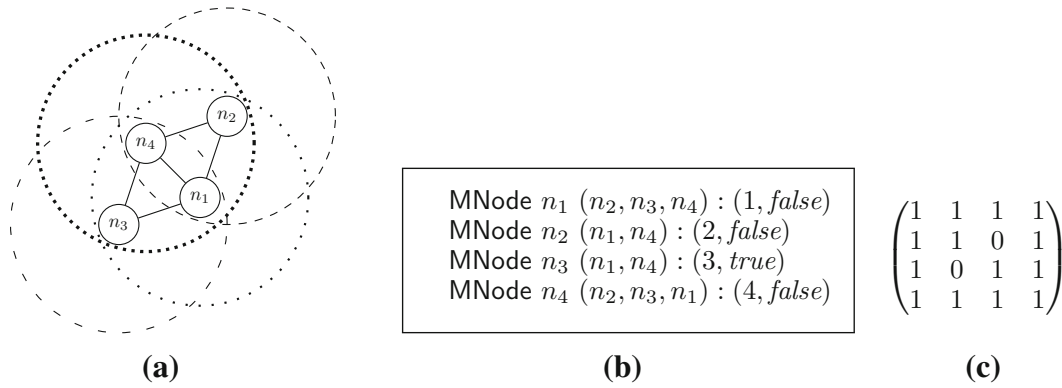 n₂
n₄
n₁
n₃
MNode n₁ (n₂, n₃, n₄) : (1, false)
MNode n₂ (n₁, n₄) : (2, false)
MNode n₃ (n₁, n₄) : (3, true)
MNode n₄ (n₂, n₃, n₁) : (4, false)
1 1 1 1
1 1 0 1
1 0 1 1
1 1 1 1
(a) (b) (c)